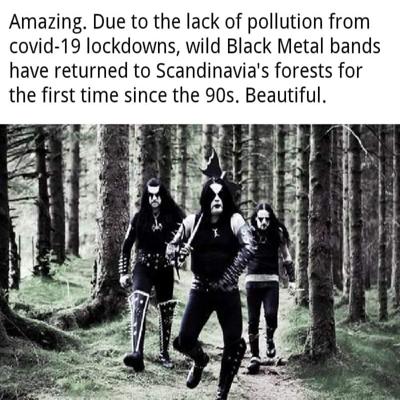 Amazing. Due to the lack of pollution from
covid-19 lockdowns, wild Black Metal bands
have returned to Scandinavia's forests for
the first time since the 90s. Beautiful.